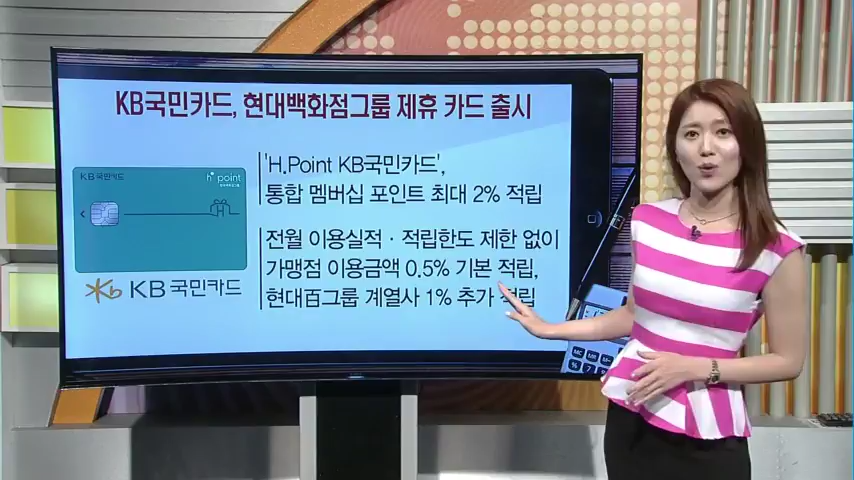 KB국민카드, 현대백화점그룹 제휴 카드 출시
KB국민카드
h point
H
KB국민카드
'H.Point KB국민카드',
통합 멤버십 포인트 최대 2% 적립
전월 이용실적 · 적립한도 제한 없이
가맹점 이용금액 0.5% 기본 적립,
현대百그룹 계열사 1% 추가 적립